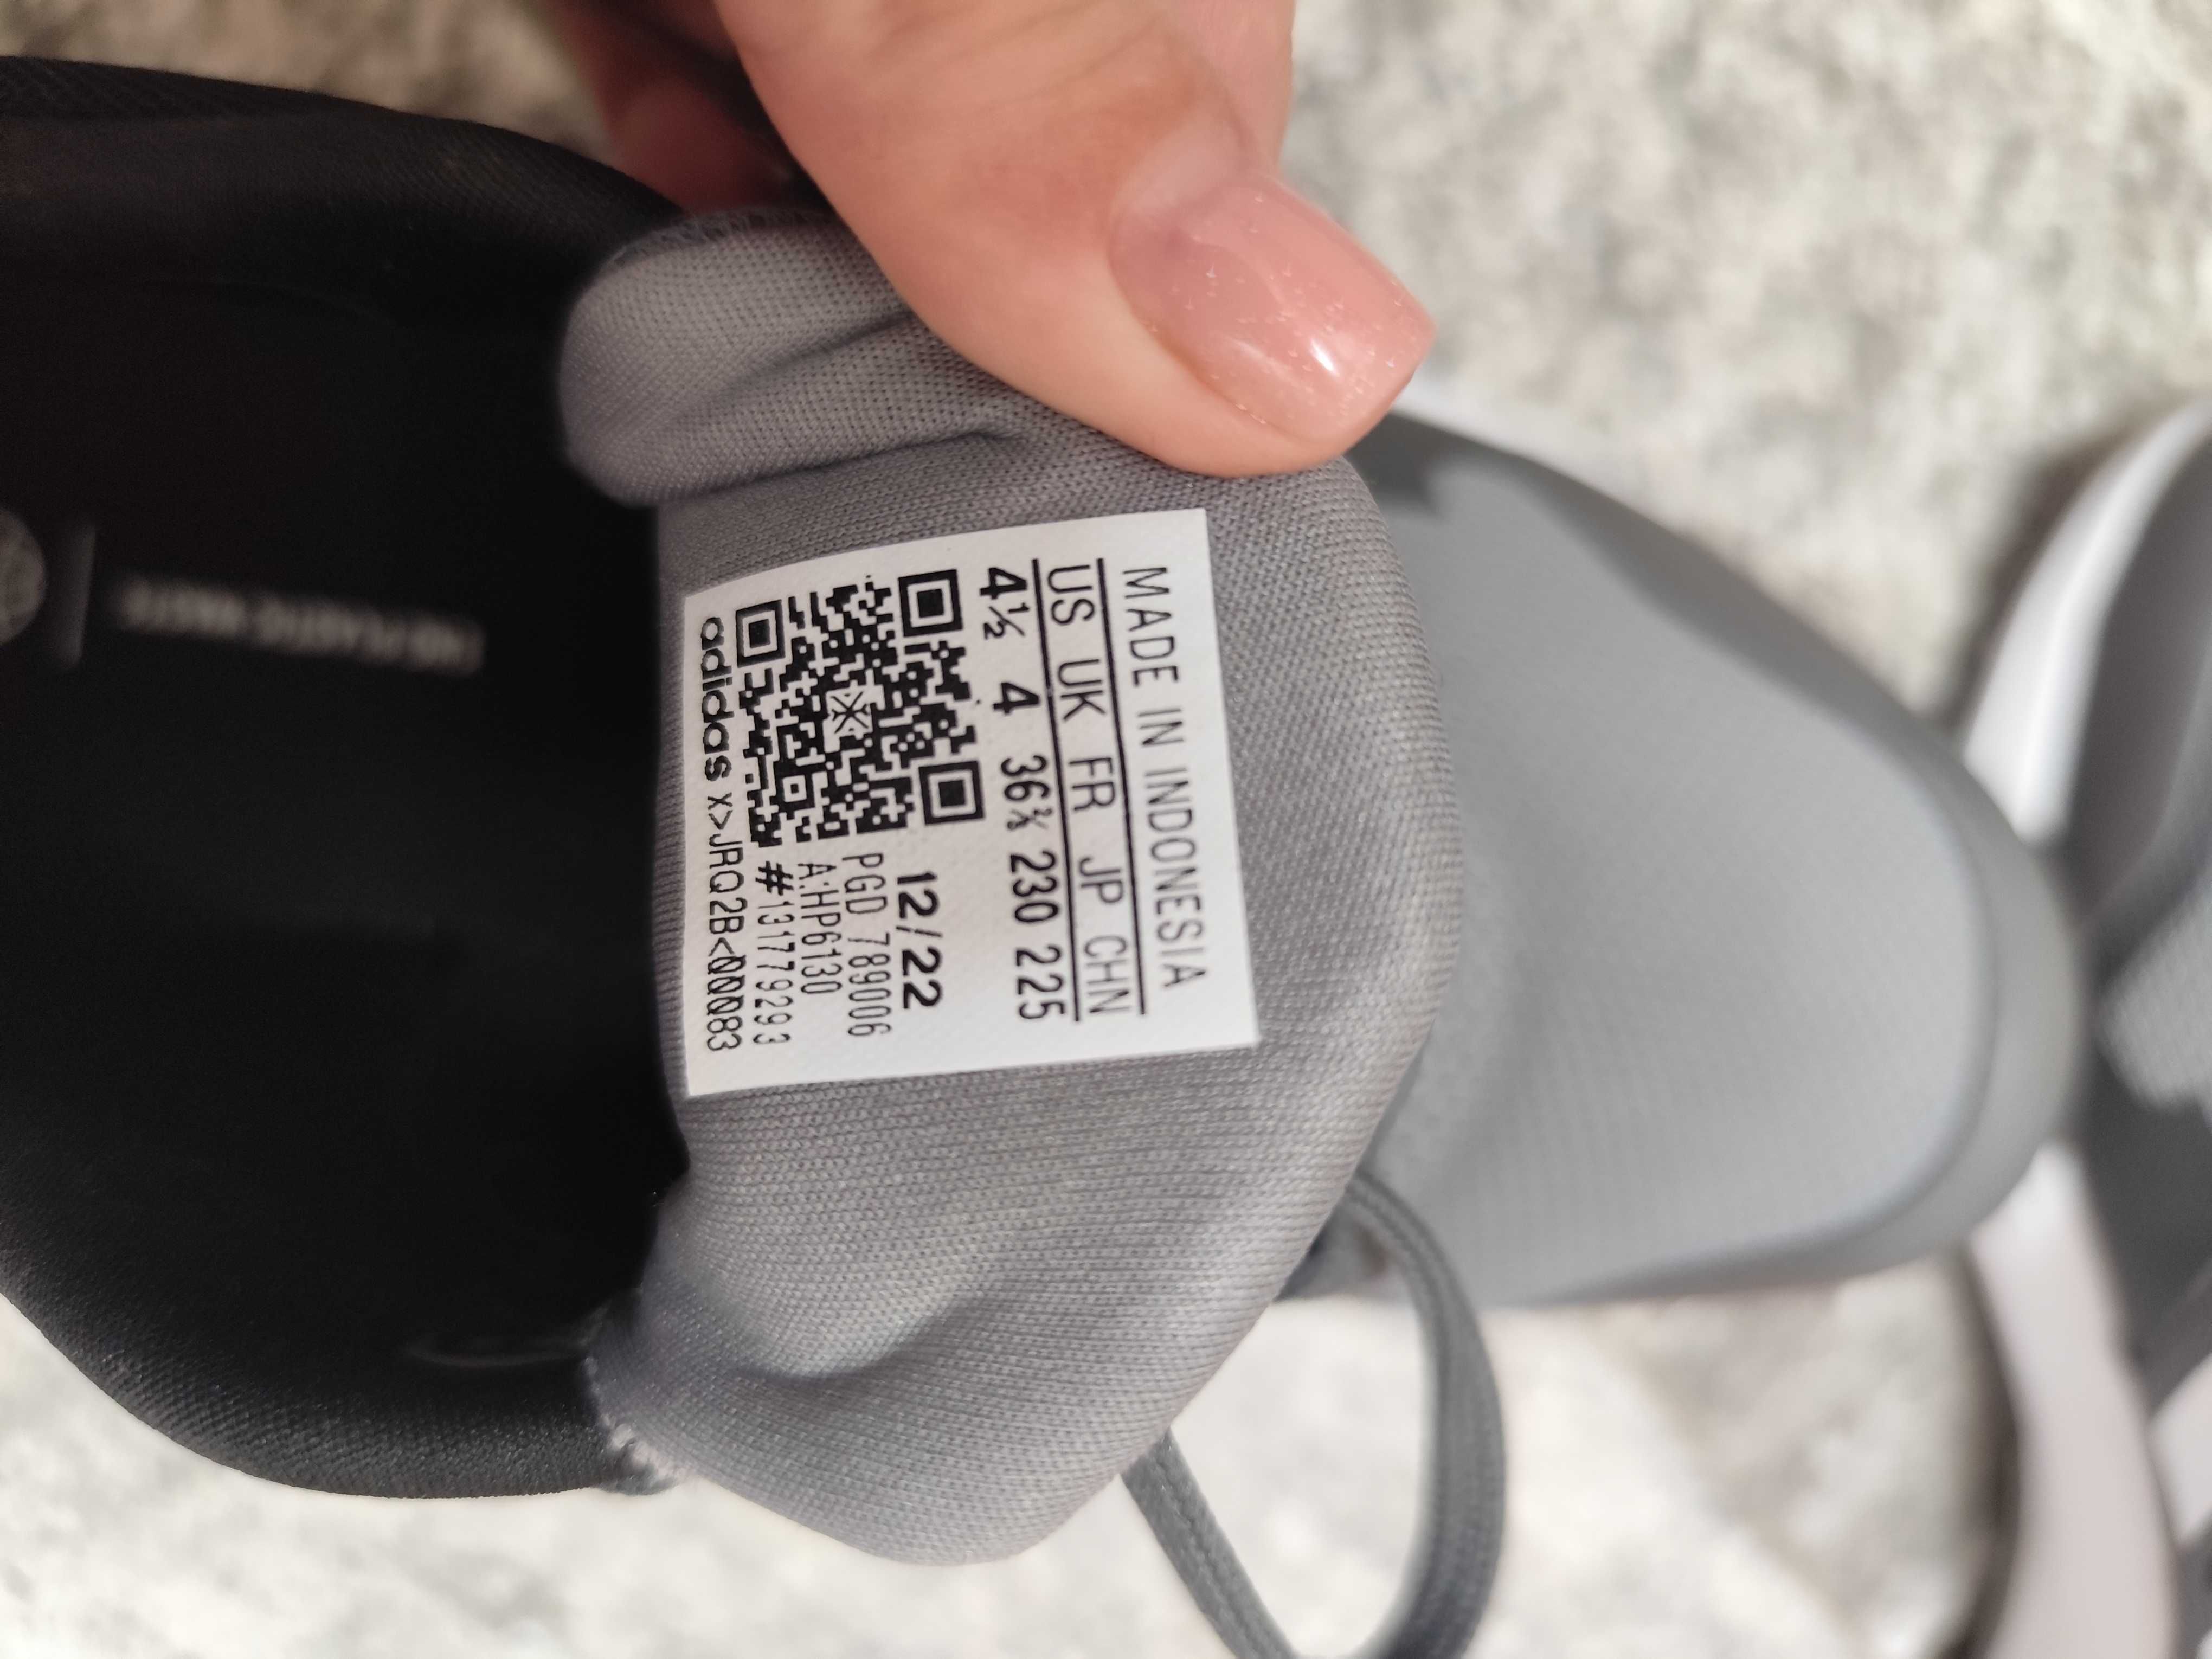 MADE IN INDONESIA
US UK FR JP CHN
4½ 4 36⅔ 230 225
12/22
PGD 789006
A:HP6130
#131779293
adidas X>JRQ2B<000083